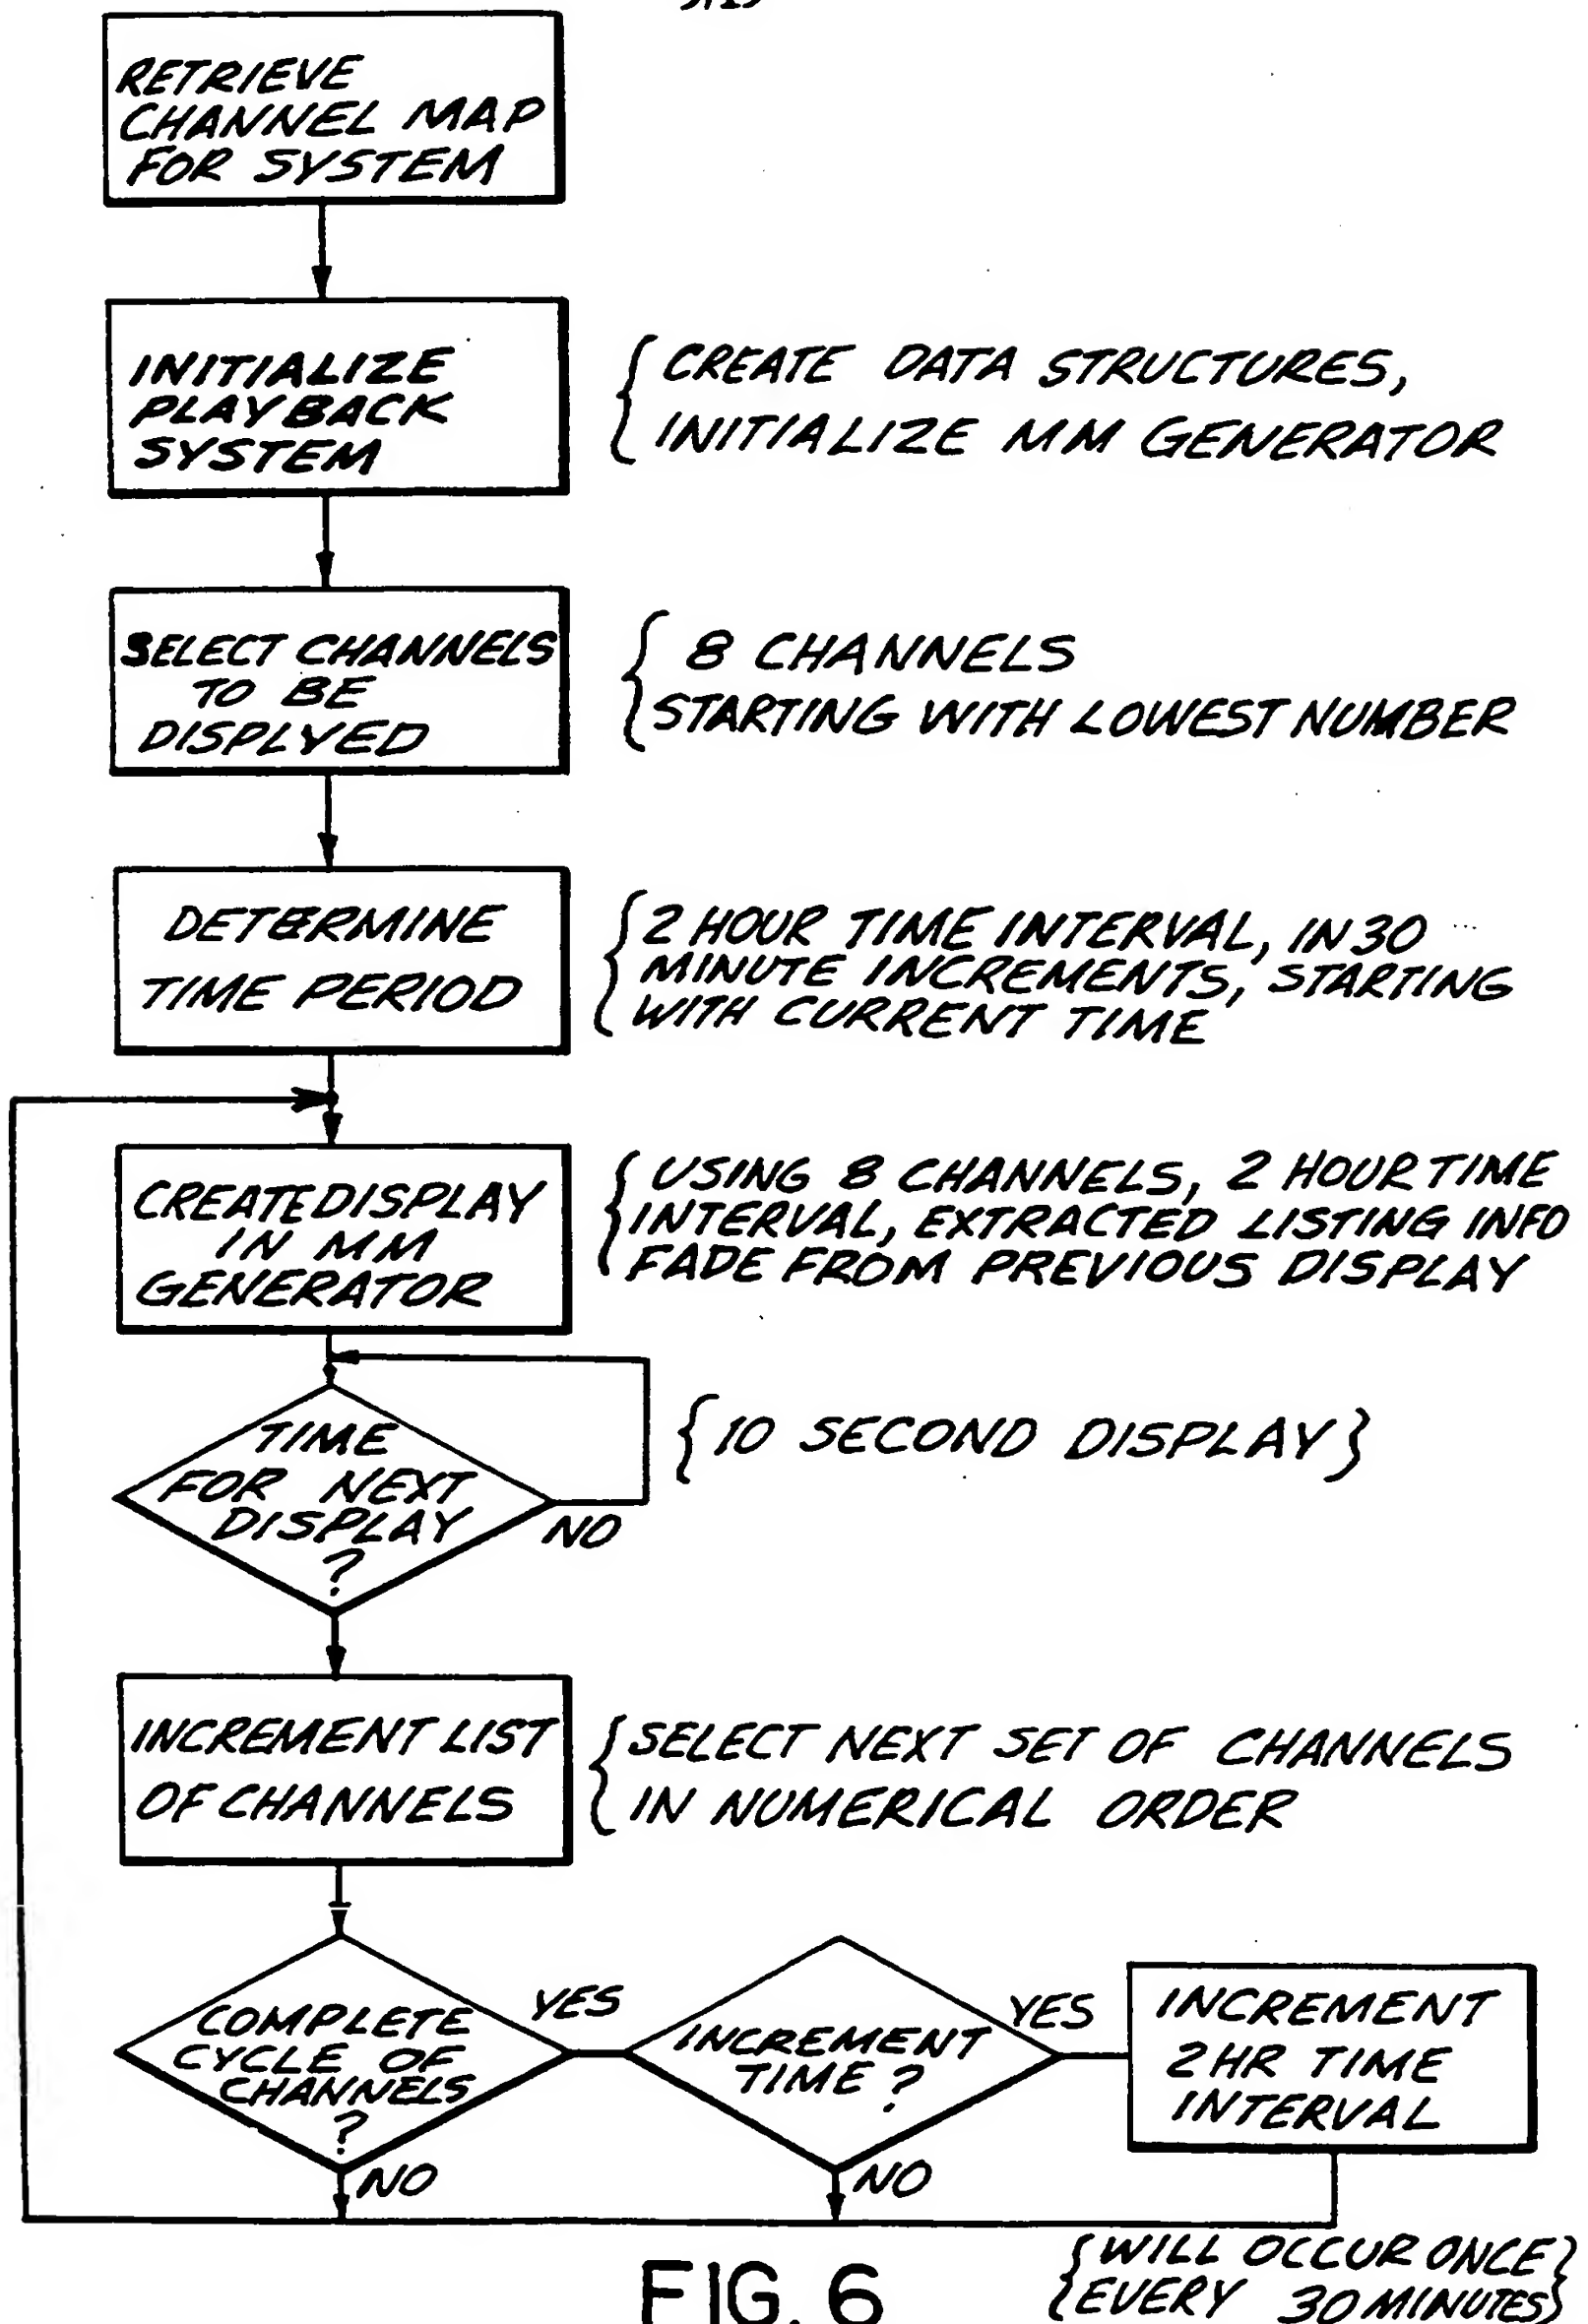 RETRIEVE
CHANNEL MAP
FOR SYSTEM
INITIALIZE
PLAYBACK
SYSTEM
{CREATE DATA STRUCTURES,
INITIALIZE MM GENERATOR
SELECT CHANNELS
TO BE
DISPLYED
{8 CHANNELS
STARTING WITH LOWEST NUMBER
DETERMINE
TIME PERIOD
{2 HOUR TIME INTERVAL, IN 30
MINUTE INCREMENTS, STARTING
WITH CURRENT TIME
CREATE DISPLAY
IN MM
GENERATOR
{USING 8 CHANNELS, 2 HOUR TIME
INTERVAL, EXTRACTED LISTING INFO
FADE FROM PREVIOUS DISPLAY
TIME
FOR NEXT
DISPLAY
?
NO
{10 SECOND DISPLAY}
INCREMENT LIST
OF CHANNELS
{SELECT NEXT SET OF CHANNELS
IN NUMERICAL ORDER
COMPLETE
CYCLE OF
CHANNELS
?
YES
NO
INCREMENT
TIME?
YES
NO
INCREMENT
2HR TIME
INTERVAL
{WILL OCCUR ONCE
EVERY 30 MINUTES}
FIG. 6